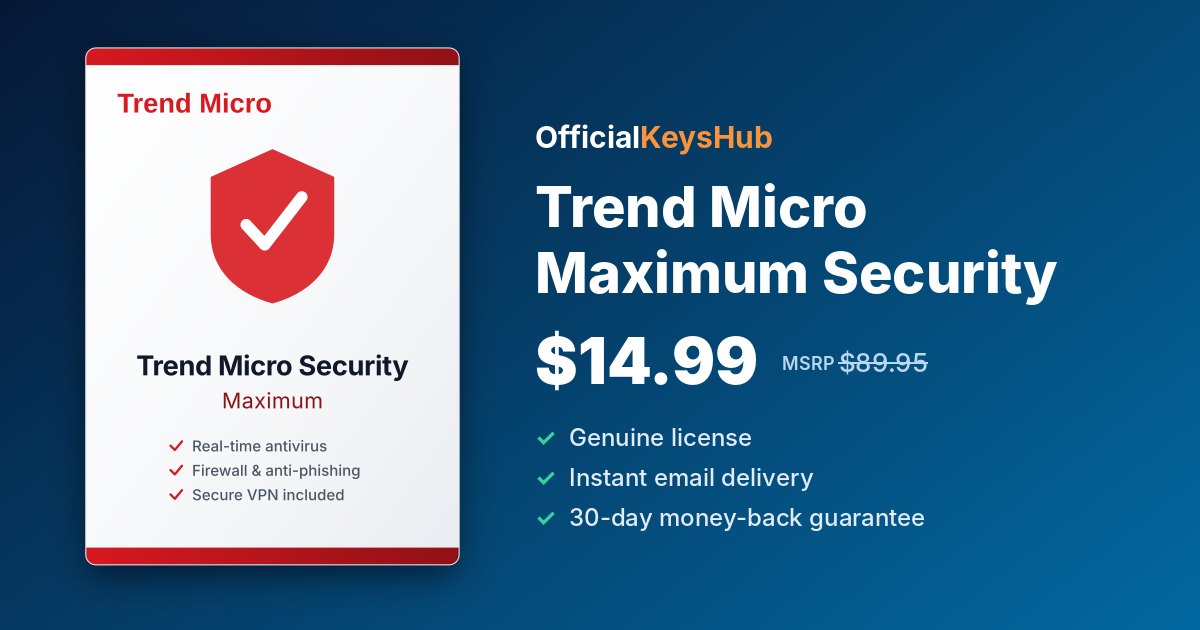 Trend Micro
Trend Micro Security
Maximum
Real-time antivirus
Firewall & anti-phishing
Secure VPN included
OfficialKeysHub
Trend Micro
Maximum Security
$14.99 MSRP $89.95
Genuine license
Instant email delivery
30-day money-back guarantee